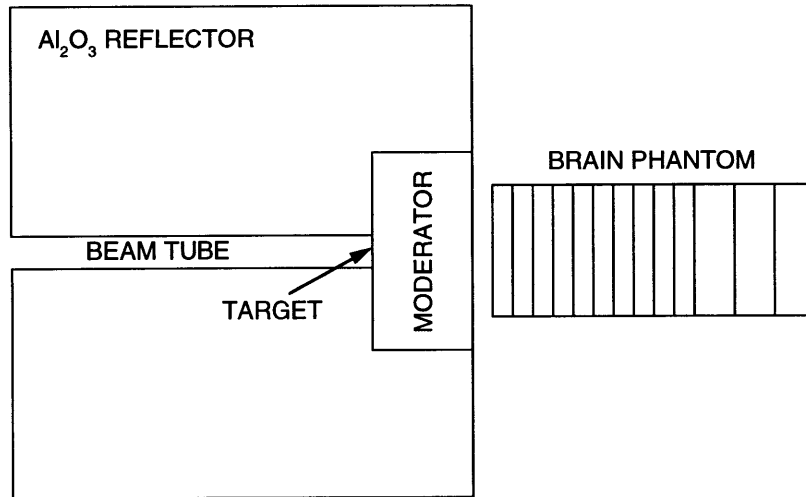 Al₂O₃ REFLECTOR
BRAIN PHANTOM
MODERATOR
BEAM TUBE
TARGET